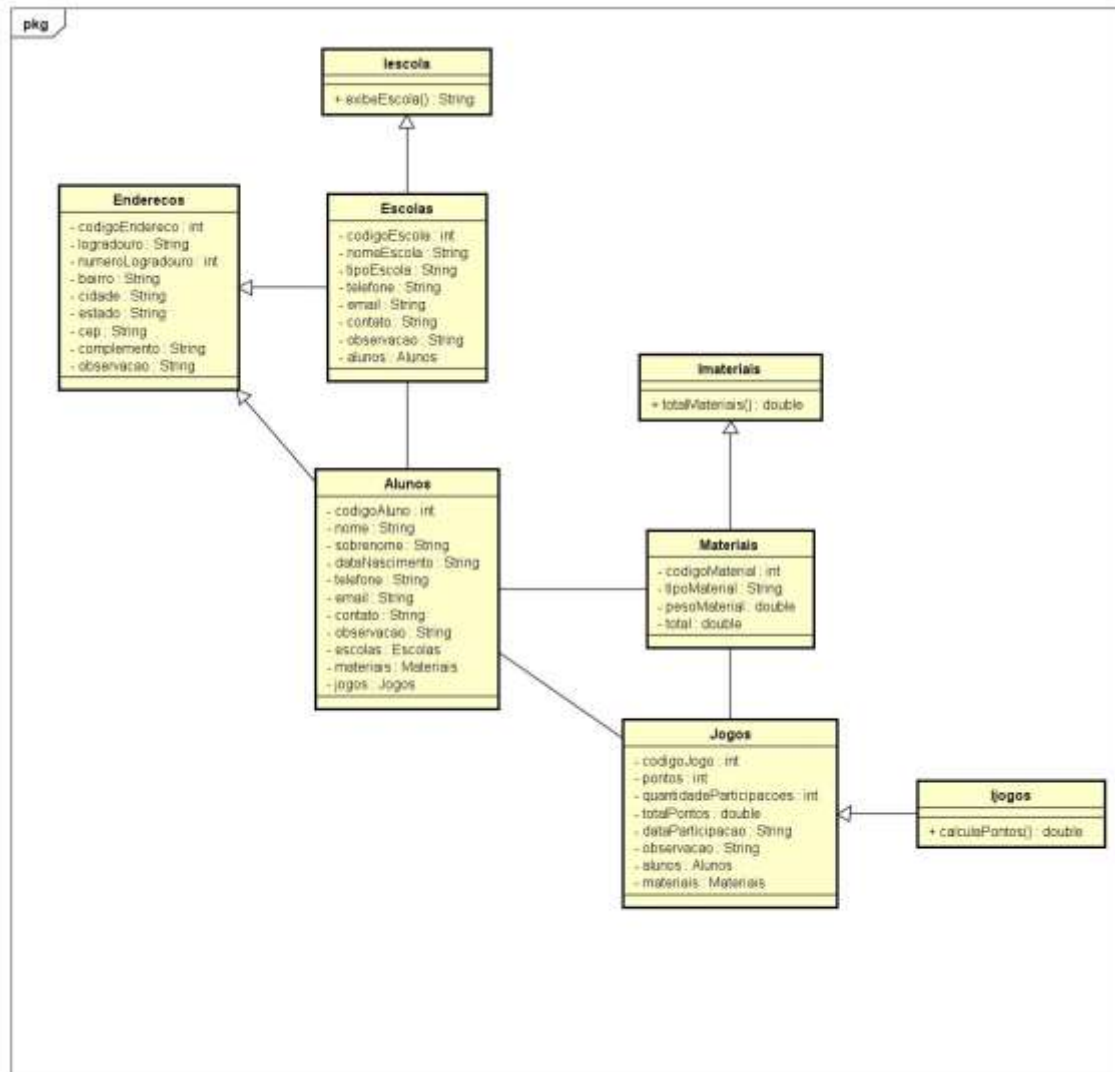 pkg
Iescola
+ exibeEscola() : String
Enderecos
- codigoEndereco : int
- logradouro : String
- numeroLogradouro : int
- bairro : String
- cidade : String
- estado : String
- cep : String
- complemento : String
- observacao : String
Escolas
- codigoEscola : int
- nomeEscola : String
- tipoEscola : String
- telefone : String
- email : String
- contato : String
- observacao : String
- alunos : Alunos
Imateriais
+ totalMateriais() : double
Alunos
- codigoAluno : int
- nome : String
- sobrenome : String
- dataNascimento : String
- telefone : String
- email : String
- contato : String
- observacao : String
- escolas : Escolas
- materiais : Materiais
- jogos : Jogos
Materiais
- codigoMaterial : int
- tipoMaterial : String
- pesoMaterial : double
- total : double
Jogos
- codigoJogo : int
- pontos : int
- quantidadeParticipacoes : int
- totalPontos : double
- dataParticipacao : String
- observacao : String
- alunos : Alunos
- materiais : Materiais
Ijogos
+ calculaPontos() : double